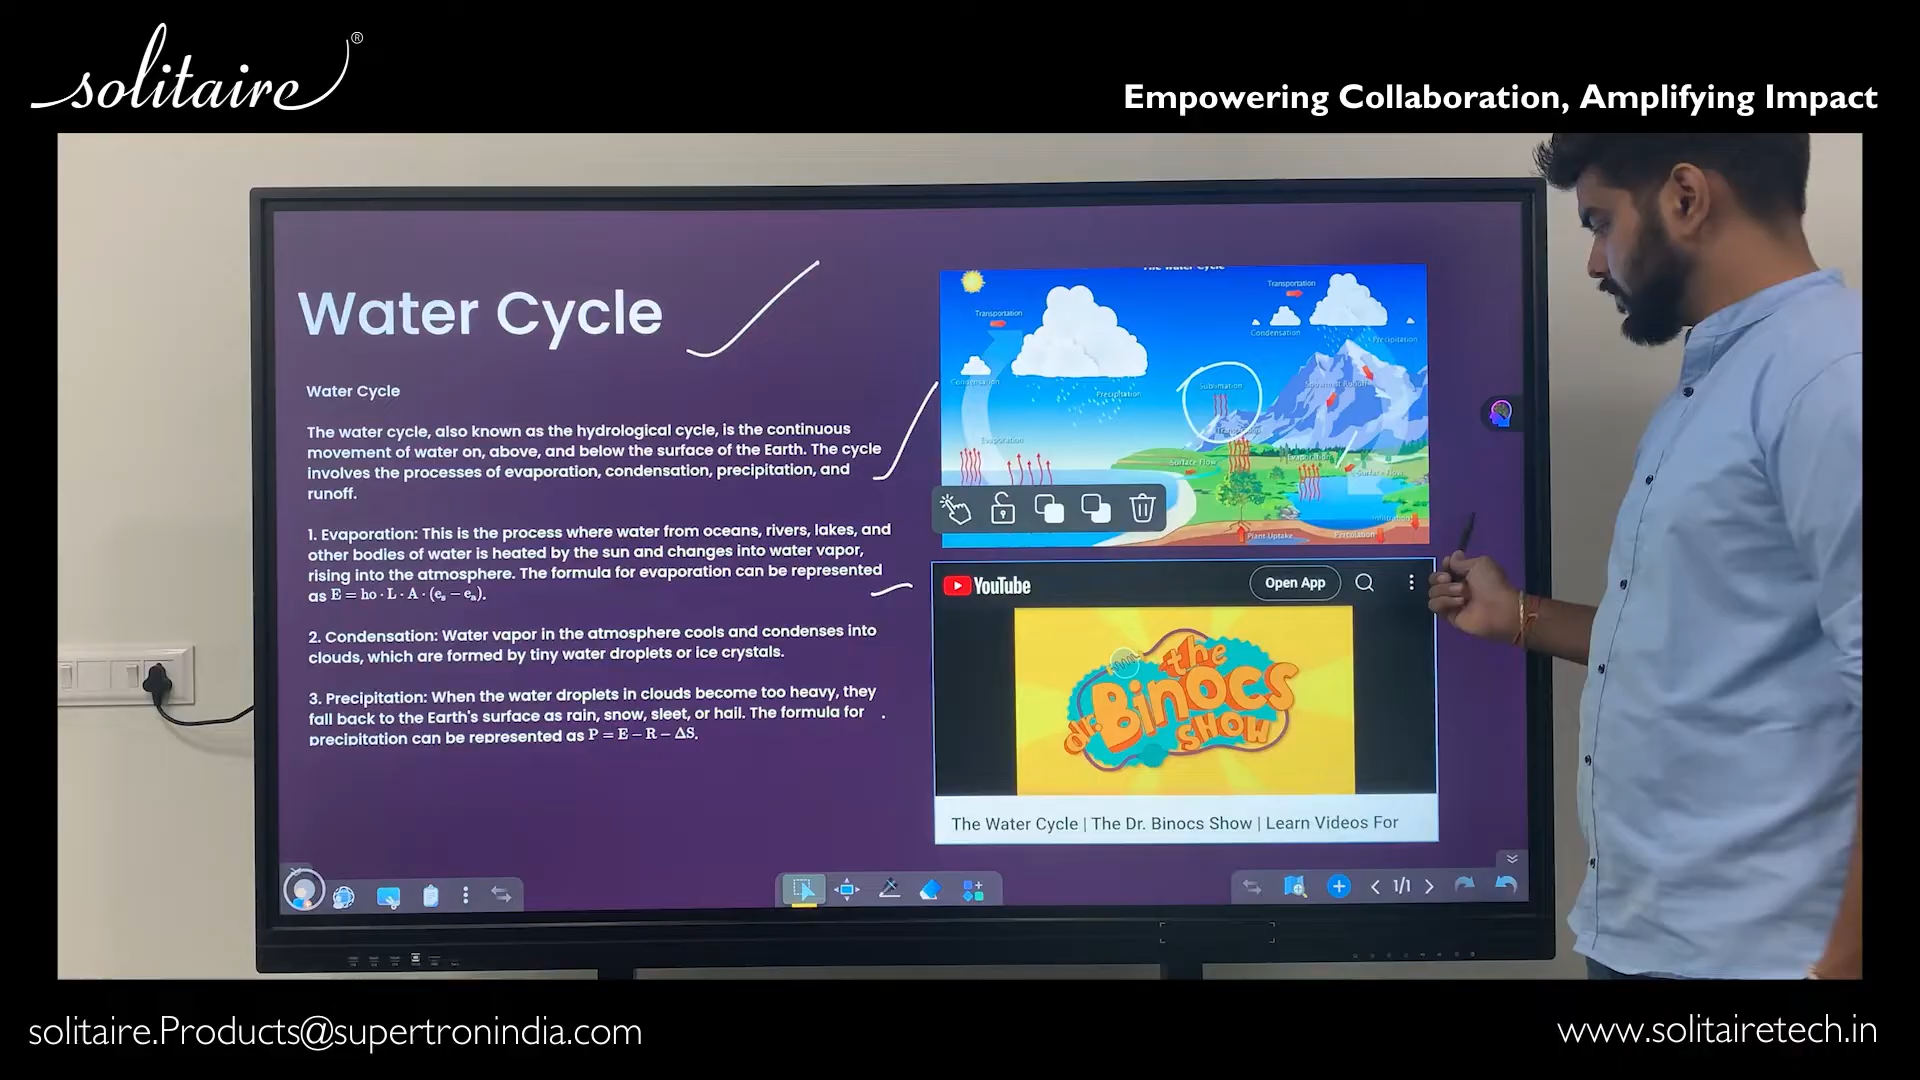 solitaire®
Empowering Collaboration, Amplifying Impact
Water Cycle
Water Cycle
The water cycle, also known as the hydrological cycle, is the continuous
movement of water on, above, and below the surface of the Earth. The cycle
involves the processes of evaporation, condensation, precipitation, and
runoff.
1. Evaporation: This is the process where water from oceans, rivers, lakes, and
other bodies of water is heated by the sun and changes into water vapor,
rising into the atmosphere. The formula for evaporation can be represented
as E = ho · L · A · (eₛ − eₐ).
2. Condensation: Water vapor in the atmosphere cools and condenses into
clouds, which are formed by tiny water droplets or ice crystals.
3. Precipitation: When the water droplets in clouds become too heavy, they
fall back to the Earth's surface as rain, snow, sleet, or hail. The formula for
precipitation can be represented as P = E − R − ΔS.
The Water Cycle
Transportation
Transportation
Condensation
Precipitation
Condensation
Precipitation
Sublimation
Evaporation
Surface Flow
Evaporation
Surface Flow
Plant Uptake
Percolation
Infiltration
YouTube
Open App
the
dr. Binocs
SHOW
The Water Cycle | The Dr. Binocs Show | Learn Videos For
1/1
solitaire.Products@supertronindia.com
www.solitairetech.in